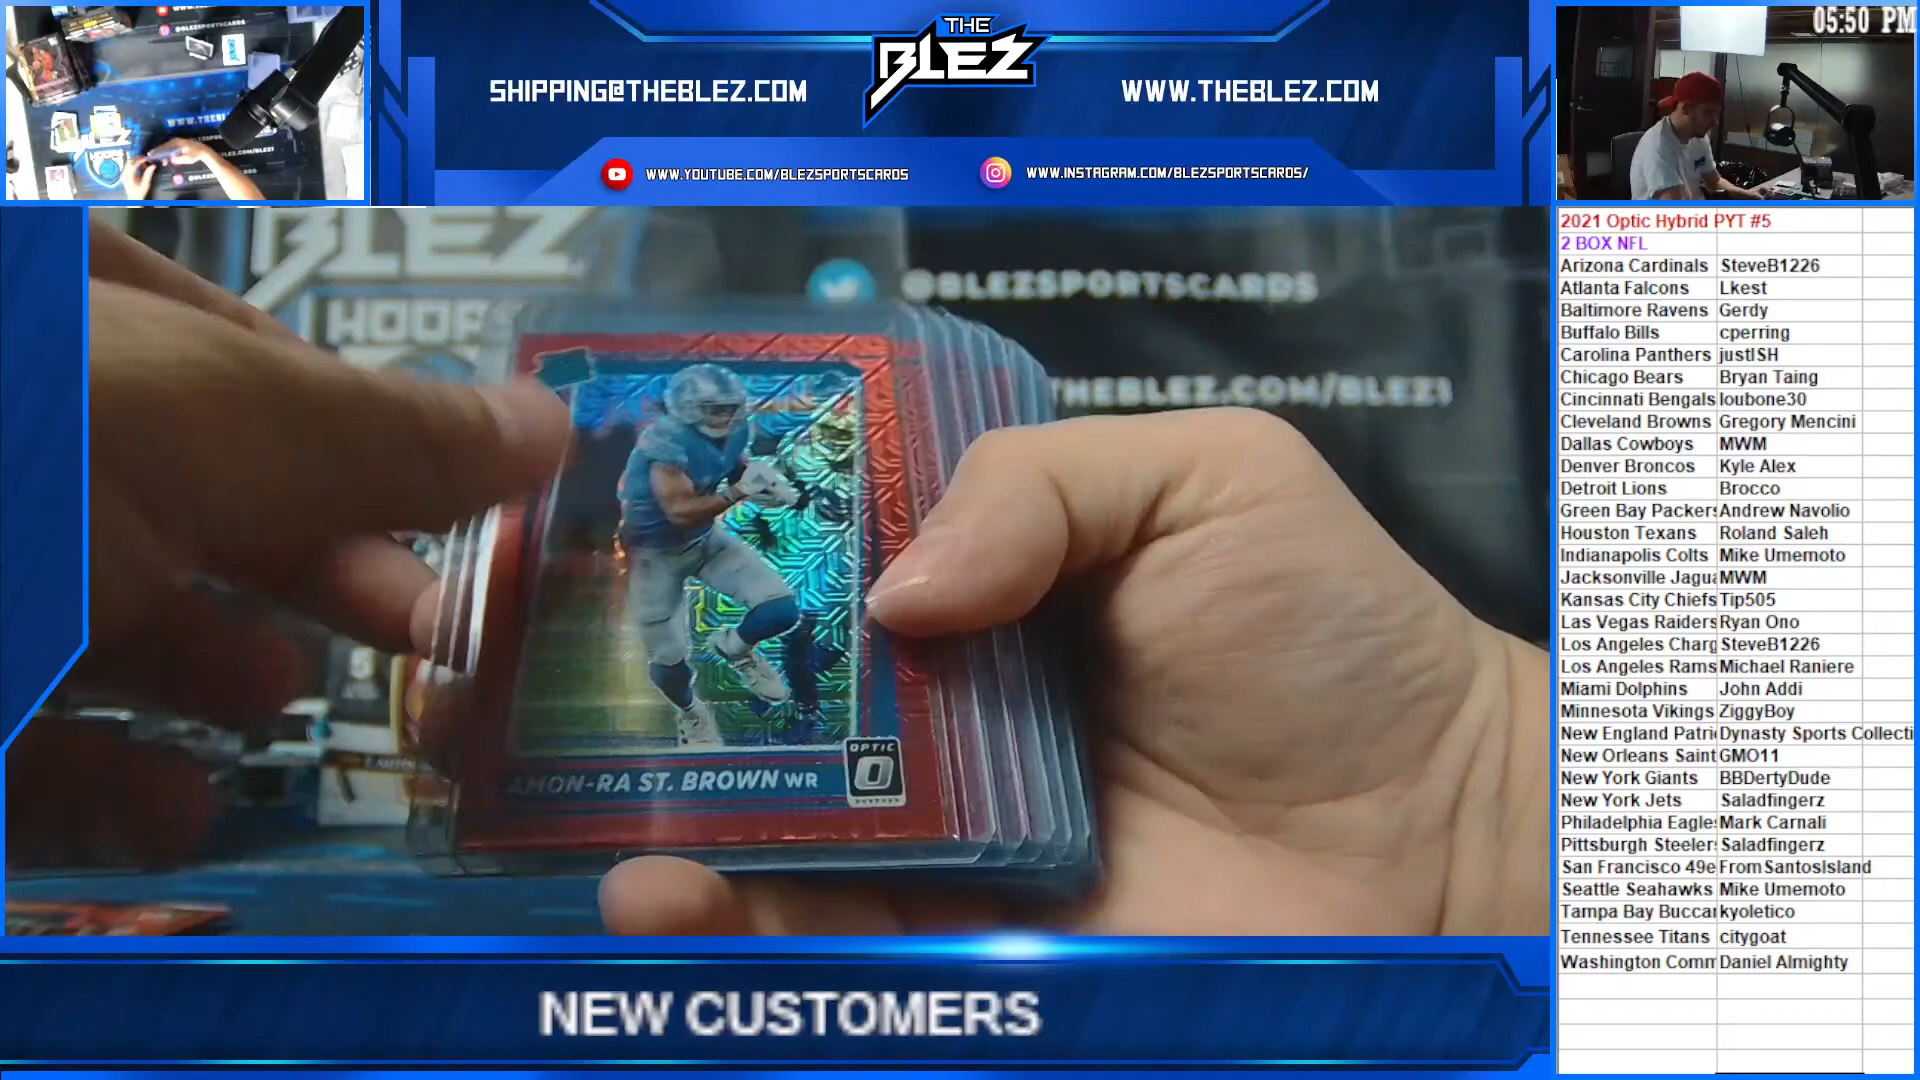 THE
BLEZ
SHIPPING@THEBLEZ.COM
WWW.THEBLEZ.COM
WWW.YOUTUBE.COM/BLEZSPORTSCARDS
WWW.INSTAGRAM.COM/BLEZSPORTSCARDS/
05:50 PM
BLEZ
HOOPS
@BLEZSPORTSCARDS
THEBLEZ.COM/BLEZ1
AMON-RA ST. BROWN WR
OPTIC
O
DONRUSS
2021 Optic Hybrid PYT #5
2 BOX NFL
Arizona Cardinals SteveB1226
Atlanta Falcons Lkest
Baltimore Ravens Gerdy
Buffalo Bills cperring
Carolina Panthers justISH
Chicago Bears Bryan Taing
Cincinnati Bengals loubone30
Cleveland Browns Gregory Mencini
Dallas Cowboys MWM
Denver Broncos Kyle Alex
Detroit Lions Brocco
Green Bay Packers Andrew Navolio
Houston Texans Roland Saleh
Indianapolis Colts Mike Umemoto
Jacksonville Jagua MWM
Kansas City Chiefs Tip505
Las Vegas Raiders Ryan Ono
Los Angeles Charg SteveB1226
Los Angeles Rams Michael Raniere
Miami Dolphins John Addi
Minnesota Vikings ZiggyBoy
New England Patri Dynasty Sports Collecti
New Orleans Saint GMO11
New York Giants BBDertyDude
New York Jets Saladfingerz
Philadelphia Eagles Mark Carnali
Pittsburgh Steeler Saladfingerz
San Francisco 49e FromSantosIsland
Seattle Seahawks Mike Umemoto
Tampa Bay Buccan kyoletico
Tennessee Titans citygoat
Washington Comm Daniel Almighty
NEW CUSTOMERS